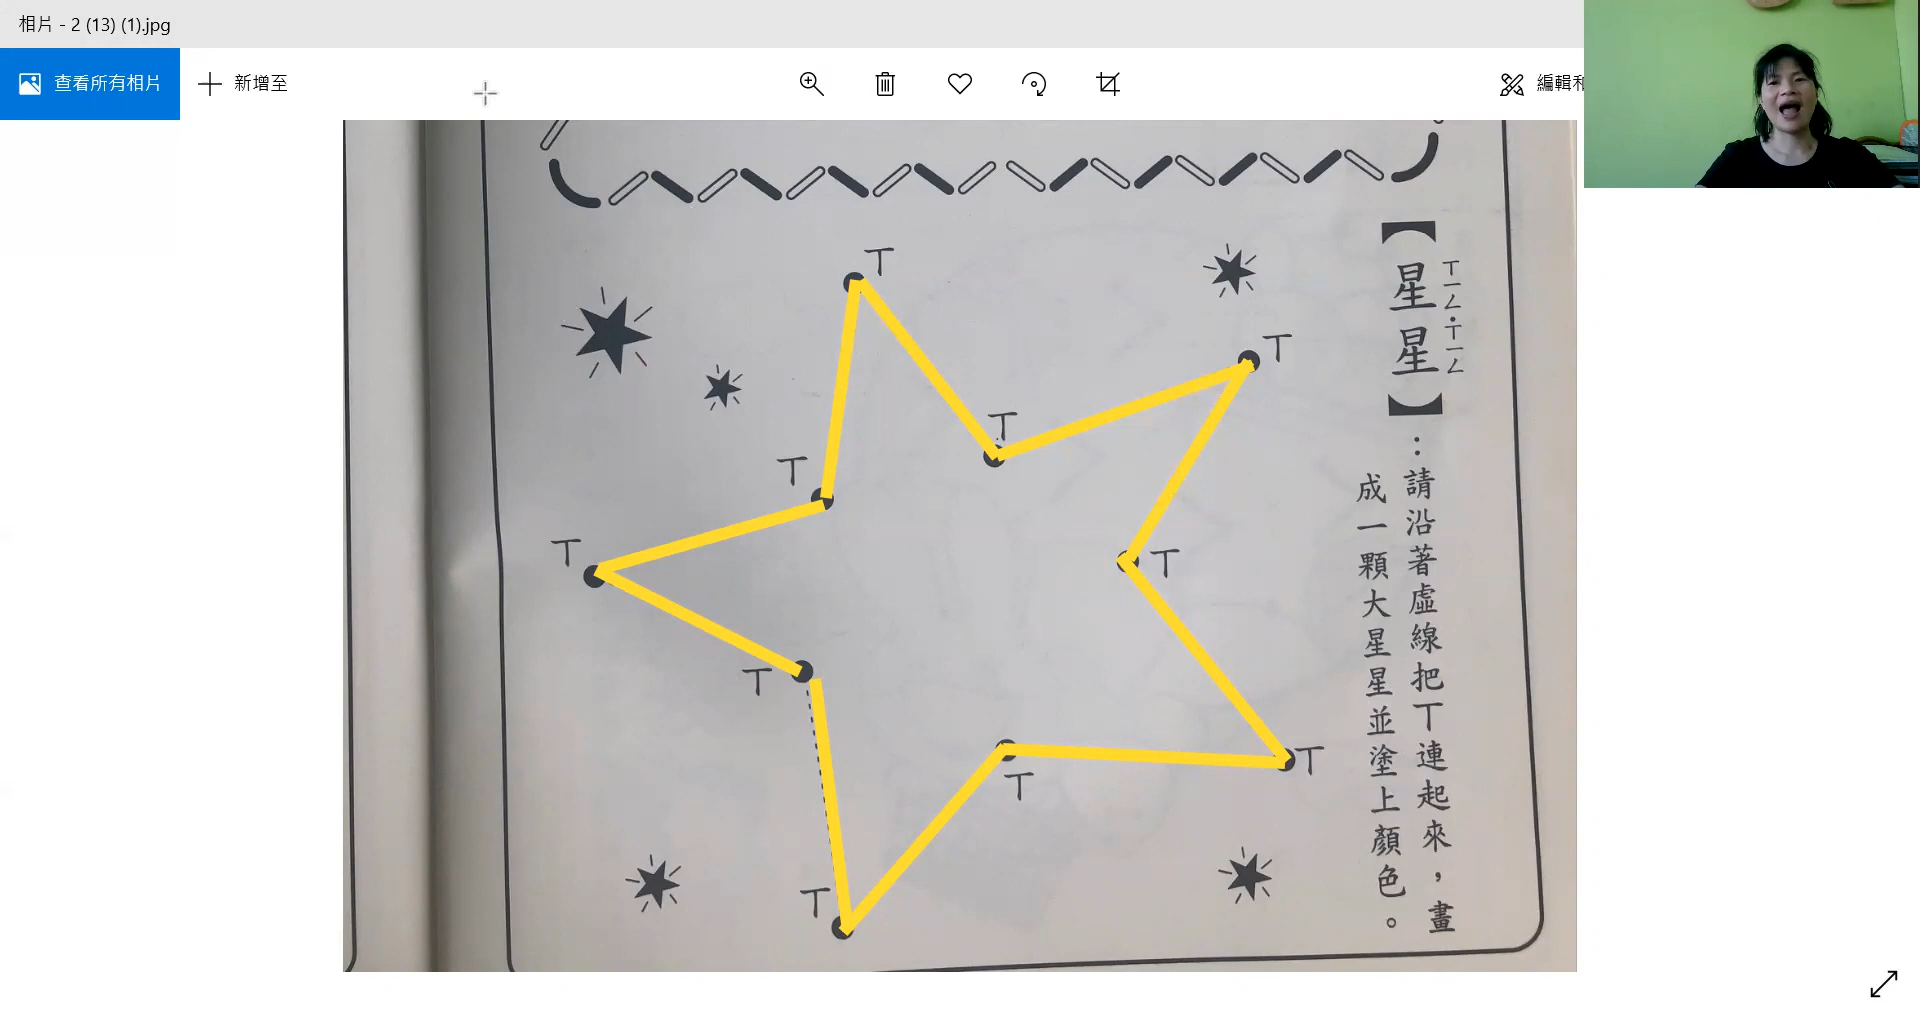 相片 - 2 (13) (1).jpg
查看所有相片
新增至
編輯和
ㄒ
ㄒ
ㄒ
ㄒ
ㄒ
ㄒ
ㄒ
ㄒ
ㄒ
ㄒ
【星星】：請沿著虛線把ㄒ連起來，畫
ㄒㄧㄥ ˙ㄒㄧㄥ
成一顆大星星並塗上顏色。